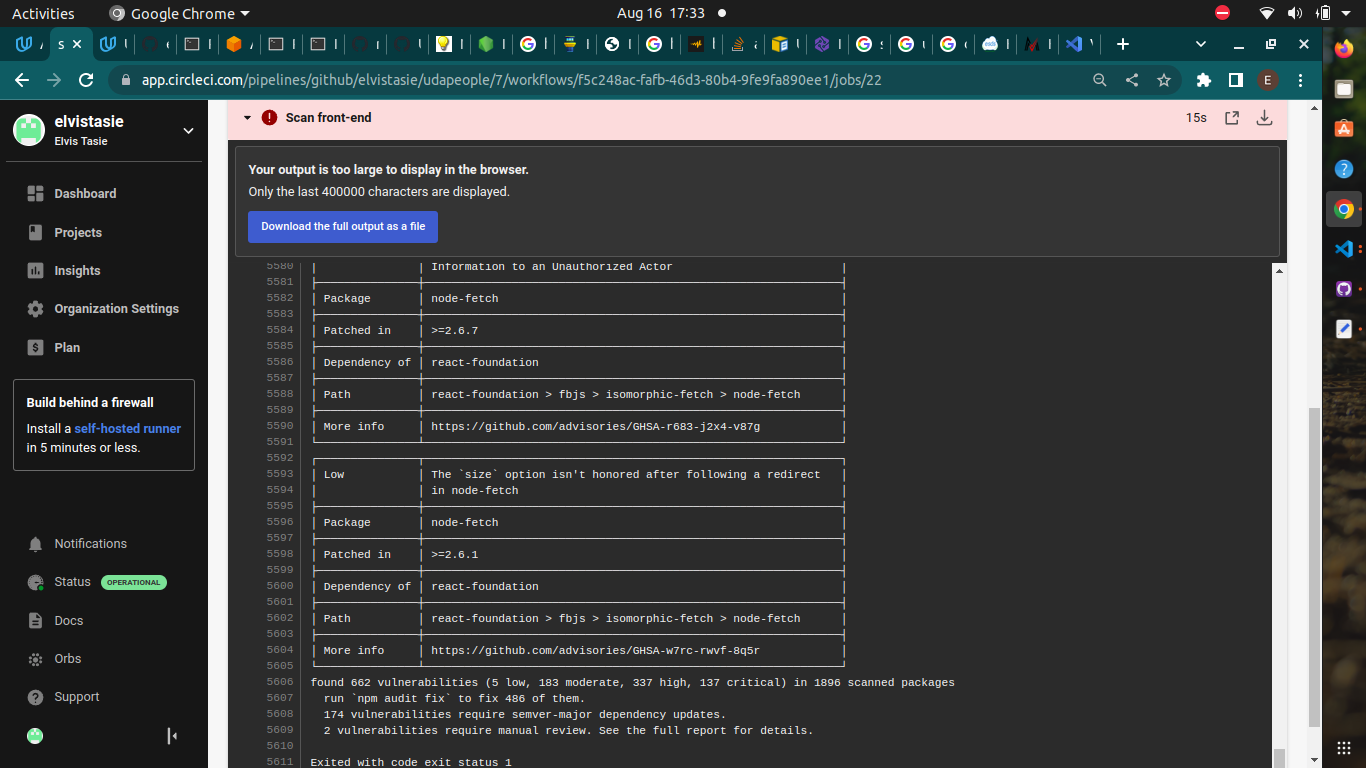 Activities
Google Chrome
Aug 16 17:33
app.circleci.com/pipelines/github/elvistasie/udapeople/7/workflows/f5c248ac-fafb-46d3-80b4-9fe9fa890ee1/jobs/22
E
elvistasie
Elvis Tasie
Dashboard
Projects
Insights
Organization Settings
Plan
Build behind a firewall
Install a self-hosted runner
in 5 minutes or less.
Notifications
Status OPERATIONAL
Docs
Orbs
Support
Scan front-end
15s
Your output is too large to display in the browser.
Only the last 400000 characters are displayed.
Download the full output as a file
5580 Information to an Unauthorized Actor
5581
5582 Package node-fetch
5583
5584 Patched in >=2.6.7
5585
5586 Dependency of react-foundation
5587
5588 Path react-foundation > fbjs > isomorphic-fetch > node-fetch
5589
5590 More info https://github.com/advisories/GHSA-r683-j2x4-v87g
5591
5592
5593 Low The `size` option isn't honored after following a redirect
5594 in node-fetch
5595
5596 Package node-fetch
5597
5598 Patched in >=2.6.1
5599
5600 Dependency of react-foundation
5601
5602 Path react-foundation > fbjs > isomorphic-fetch > node-fetch
5603
5604 More info https://github.com/advisories/GHSA-w7rc-rwvf-8q5r
5605
5606 found 662 vulnerabilities (5 low, 183 moderate, 337 high, 137 critical) in 1896 scanned packages
5607 run `npm audit fix` to fix 486 of them.
5608 174 vulnerabilities require semver-major dependency updates.
5609 2 vulnerabilities require manual review. See the full report for details.
5610
5611 Exited with code exit status 1